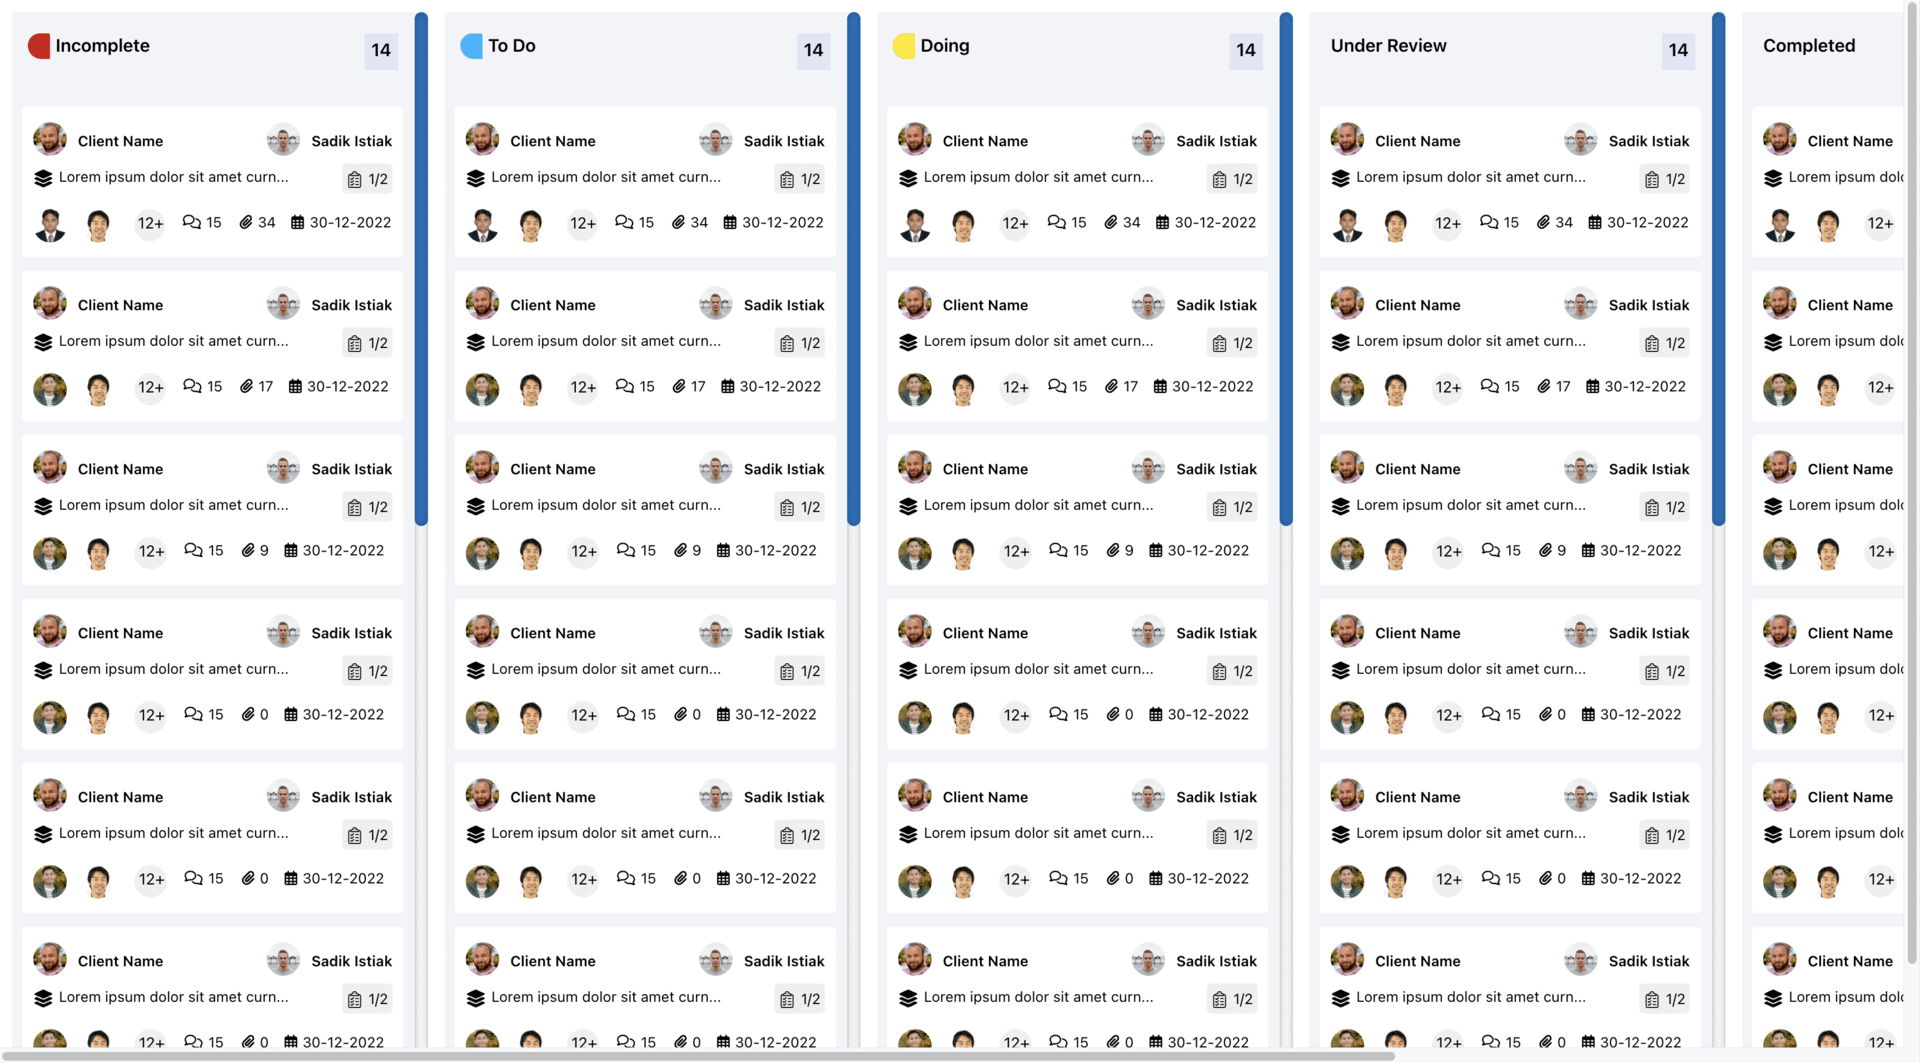 Incomplete 14
Client Name Sadik Istiak
Lorem ipsum dolor sit amet curn... 1/2
12+ 15 34 30-12-2022
Client Name Sadik Istiak
Lorem ipsum dolor sit amet curn... 1/2
12+ 15 17 30-12-2022
Client Name Sadik Istiak
Lorem ipsum dolor sit amet curn... 1/2
12+ 15 9 30-12-2022
Client Name Sadik Istiak
Lorem ipsum dolor sit amet curn... 1/2
12+ 15 0 30-12-2022
Client Name Sadik Istiak
Lorem ipsum dolor sit amet curn... 1/2
12+ 15 0 30-12-2022
Client Name Sadik Istiak
Lorem ipsum dolor sit amet curn... 1/2
12+ 15 0 30-12-2022
To Do 14
Client Name Sadik Istiak
Lorem ipsum dolor sit amet curn... 1/2
12+ 15 34 30-12-2022
Client Name Sadik Istiak
Lorem ipsum dolor sit amet curn... 1/2
12+ 15 17 30-12-2022
Client Name Sadik Istiak
Lorem ipsum dolor sit amet curn... 1/2
12+ 15 9 30-12-2022
Client Name Sadik Istiak
Lorem ipsum dolor sit amet curn... 1/2
12+ 15 0 30-12-2022
Client Name Sadik Istiak
Lorem ipsum dolor sit amet curn... 1/2
12+ 15 0 30-12-2022
Client Name Sadik Istiak
Lorem ipsum dolor sit amet curn... 1/2
12+ 15 0 30-12-2022
Doing 14
Client Name Sadik Istiak
Lorem ipsum dolor sit amet curn... 1/2
12+ 15 34 30-12-2022
Client Name Sadik Istiak
Lorem ipsum dolor sit amet curn... 1/2
12+ 15 17 30-12-2022
Client Name Sadik Istiak
Lorem ipsum dolor sit amet curn... 1/2
12+ 15 9 30-12-2022
Client Name Sadik Istiak
Lorem ipsum dolor sit amet curn... 1/2
12+ 15 0 30-12-2022
Client Name Sadik Istiak
Lorem ipsum dolor sit amet curn... 1/2
12+ 15 0 30-12-2022
Client Name Sadik Istiak
Lorem ipsum dolor sit amet curn... 1/2
12+ 15 0 30-12-2022
Under Review 14
Client Name Sadik Istiak
Lorem ipsum dolor sit amet curn... 1/2
12+ 15 34 30-12-2022
Client Name Sadik Istiak
Lorem ipsum dolor sit amet curn... 1/2
12+ 15 17 30-12-2022
Client Name Sadik Istiak
Lorem ipsum dolor sit amet curn... 1/2
12+ 15 9 30-12-2022
Client Name Sadik Istiak
Lorem ipsum dolor sit amet curn... 1/2
12+ 15 0 30-12-2022
Client Name Sadik Istiak
Lorem ipsum dolor sit amet curn... 1/2
12+ 15 0 30-12-2022
Client Name Sadik Istiak
Lorem ipsum dolor sit amet curn... 1/2
12+ 15 0 30-12-2022
Completed
Client Name
Lorem ipsum
12+
Client Name
Lorem ipsum
12+
Client Name
Lorem ipsum
12+
Client Name
Lorem ipsum
12+
Client Name
Lorem ipsum
12+
Client Name
Lorem ipsum
12+